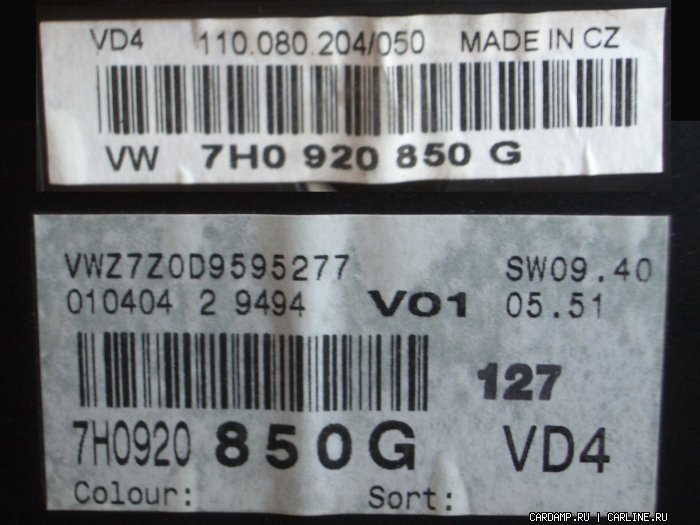 VD4 110.080.204/050 MADE IN CZ
VW 7H0 920 850 G
VWZ7Z0D9595277 SW09.40
010404 2 9494 V01 05.51
127
7H0920 850G VD4
Colour: Sort:
CARDAMP.RU | CARLINE.RU